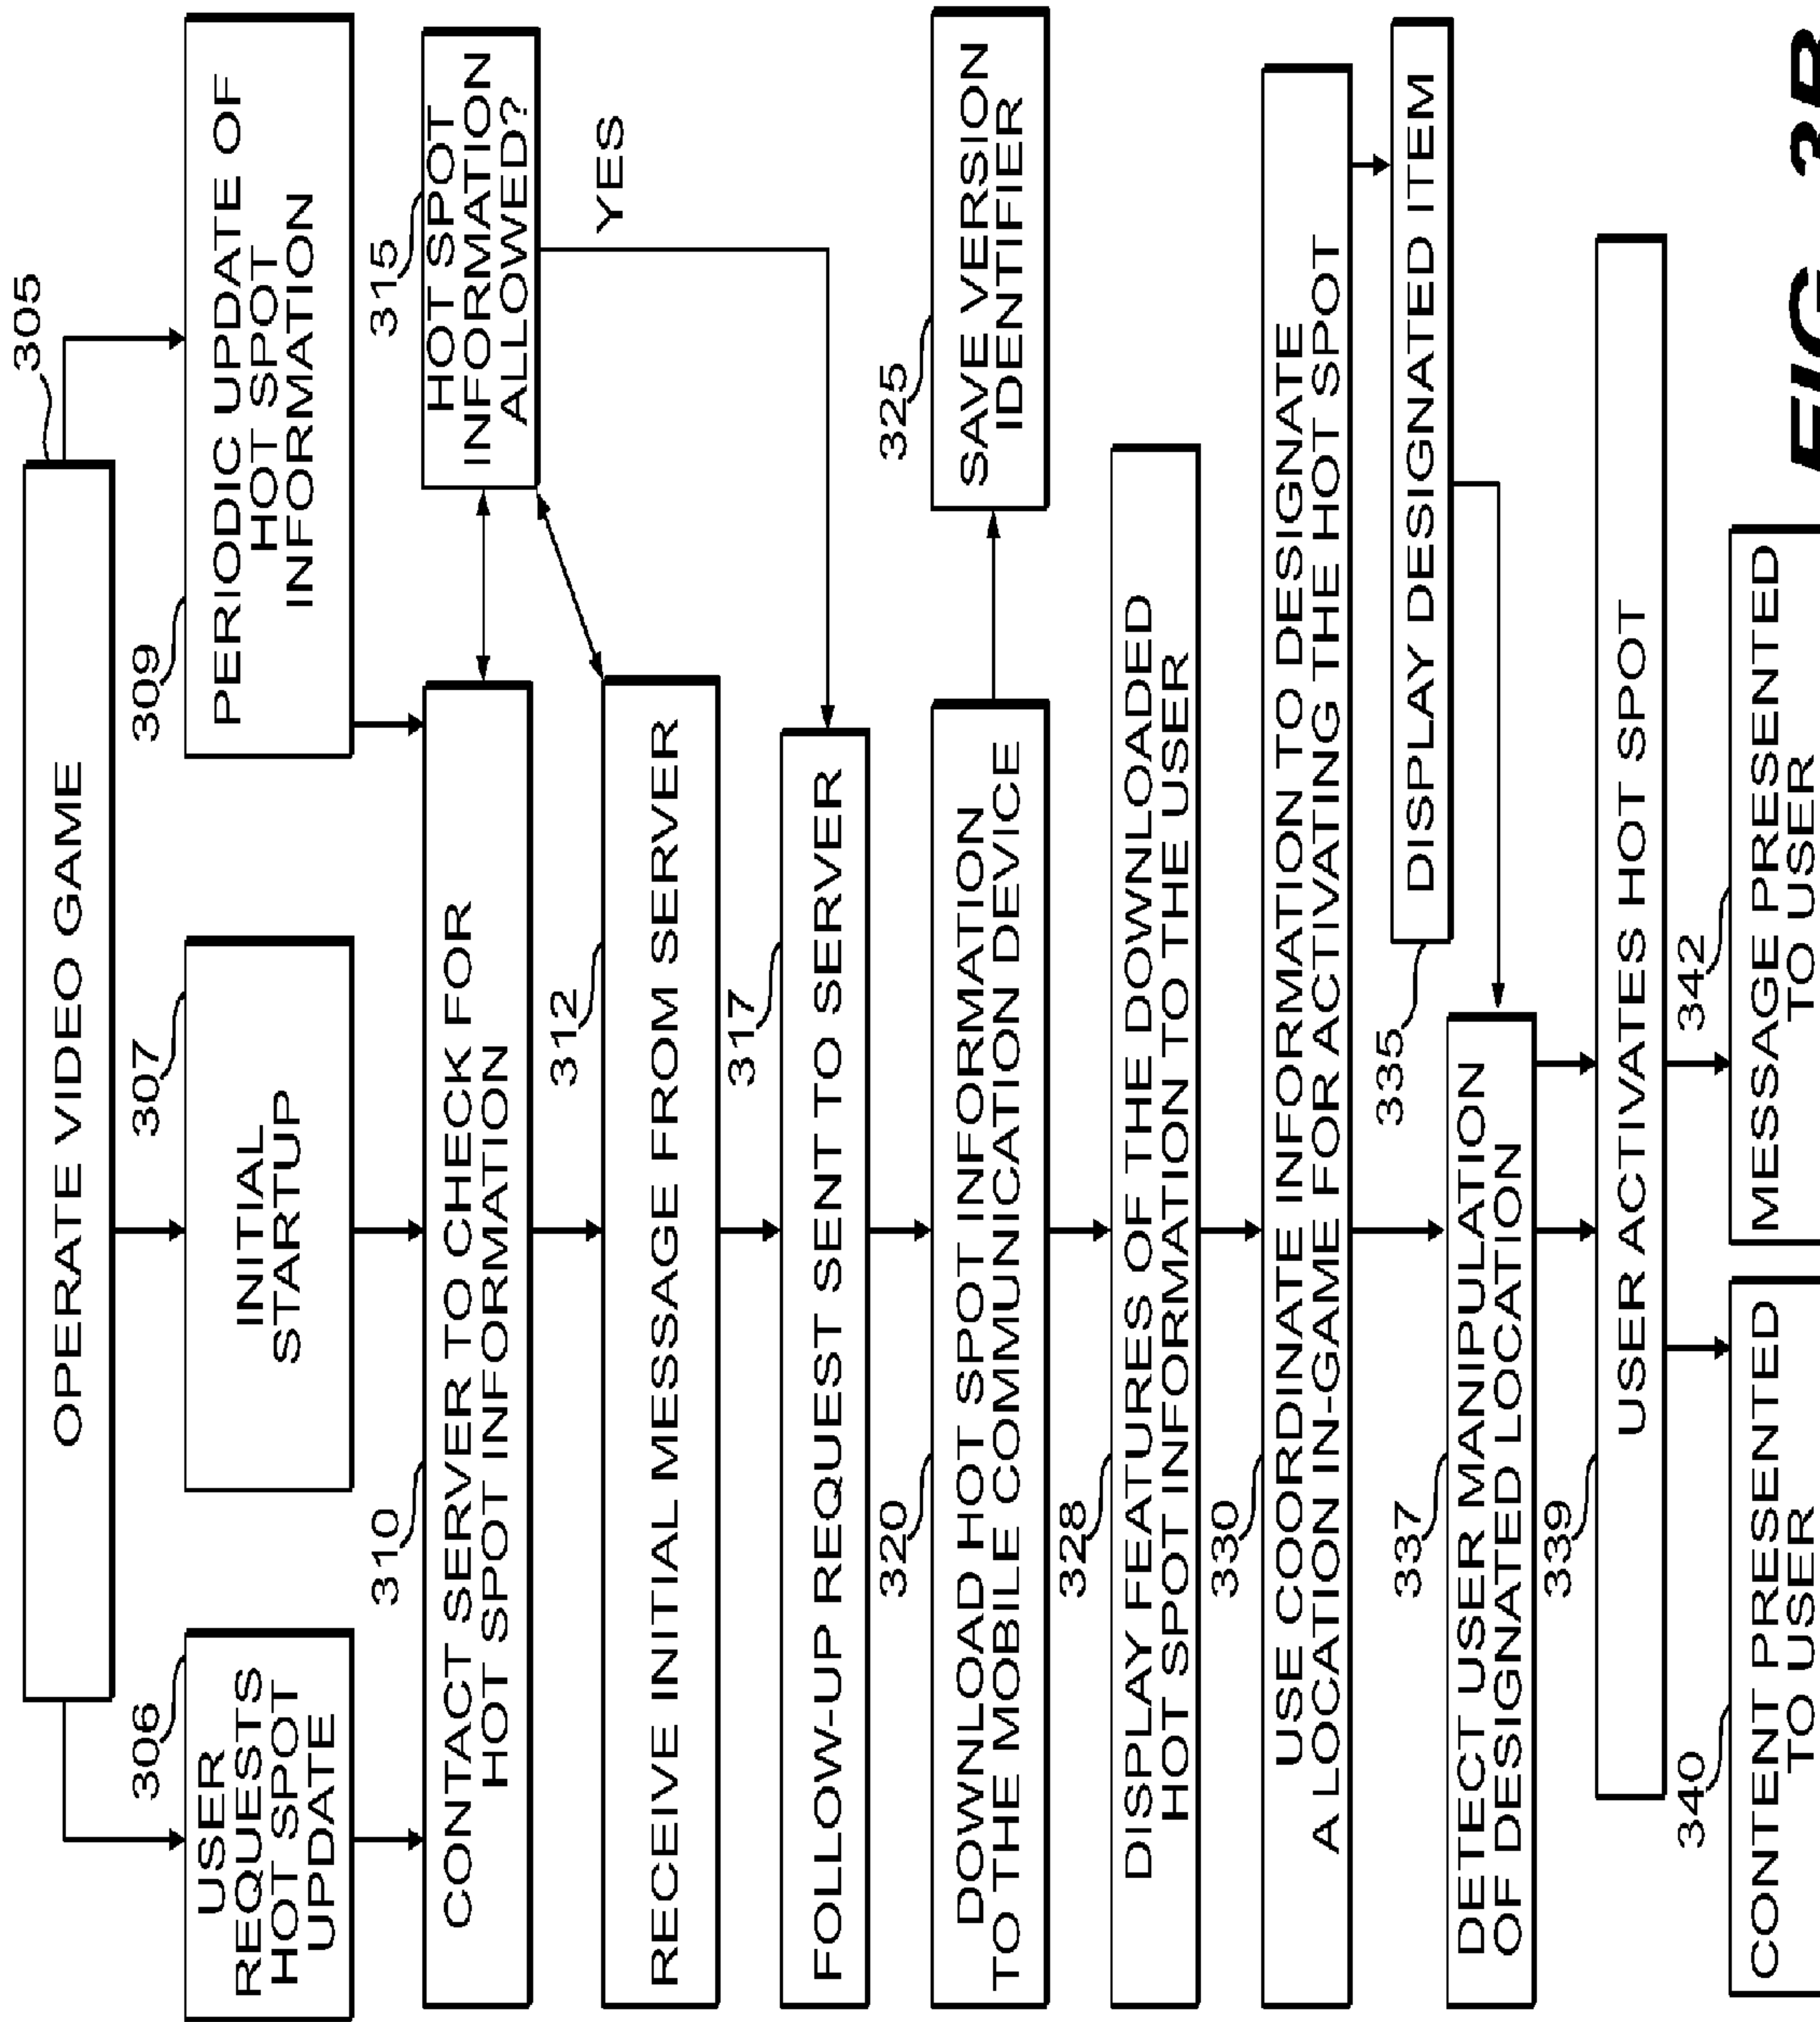 305
OPERATE VIDEO GAME
306
USER
REQUESTS
HOT SPOT
UPDATE
307
INITIAL
STARTUP
309
PERIODIC UPDATE OF
HOT SPOT
INFORMATION
310
CONTACT SERVER TO CHECK FOR
HOT SPOT INFORMATION
315
HOT SPOT
INFORMATION
ALLOWED?
YES
312
RECEIVE INITIAL MESSAGE FROM SERVER
317
FOLLOW-UP REQUEST SENT TO SERVER
320
DOWNLOAD HOT SPOT INFORMATION
TO THE MOBILE COMMUNICATION DEVICE
325
SAVE VERSION
IDENTIFIER
328
DISPLAY FEATURES OF THE DOWNLOADED
HOT SPOT INFORMATION TO THE USER
330
USE COORDINATE INFORMATION TO DESIGNATE
A LOCATION IN-GAME FOR ACTIVATING THE HOT SPOT
335
DISPLAY DESIGNATED ITEM
337
DETECT USER MANIPULATION
OF DESIGNATED LOCATION
339
USER ACTIVATES HOT SPOT
340
CONTENT PRESENTED
TO USER
342
MESSAGE PRESENTED
TO USER
FIG. 3B